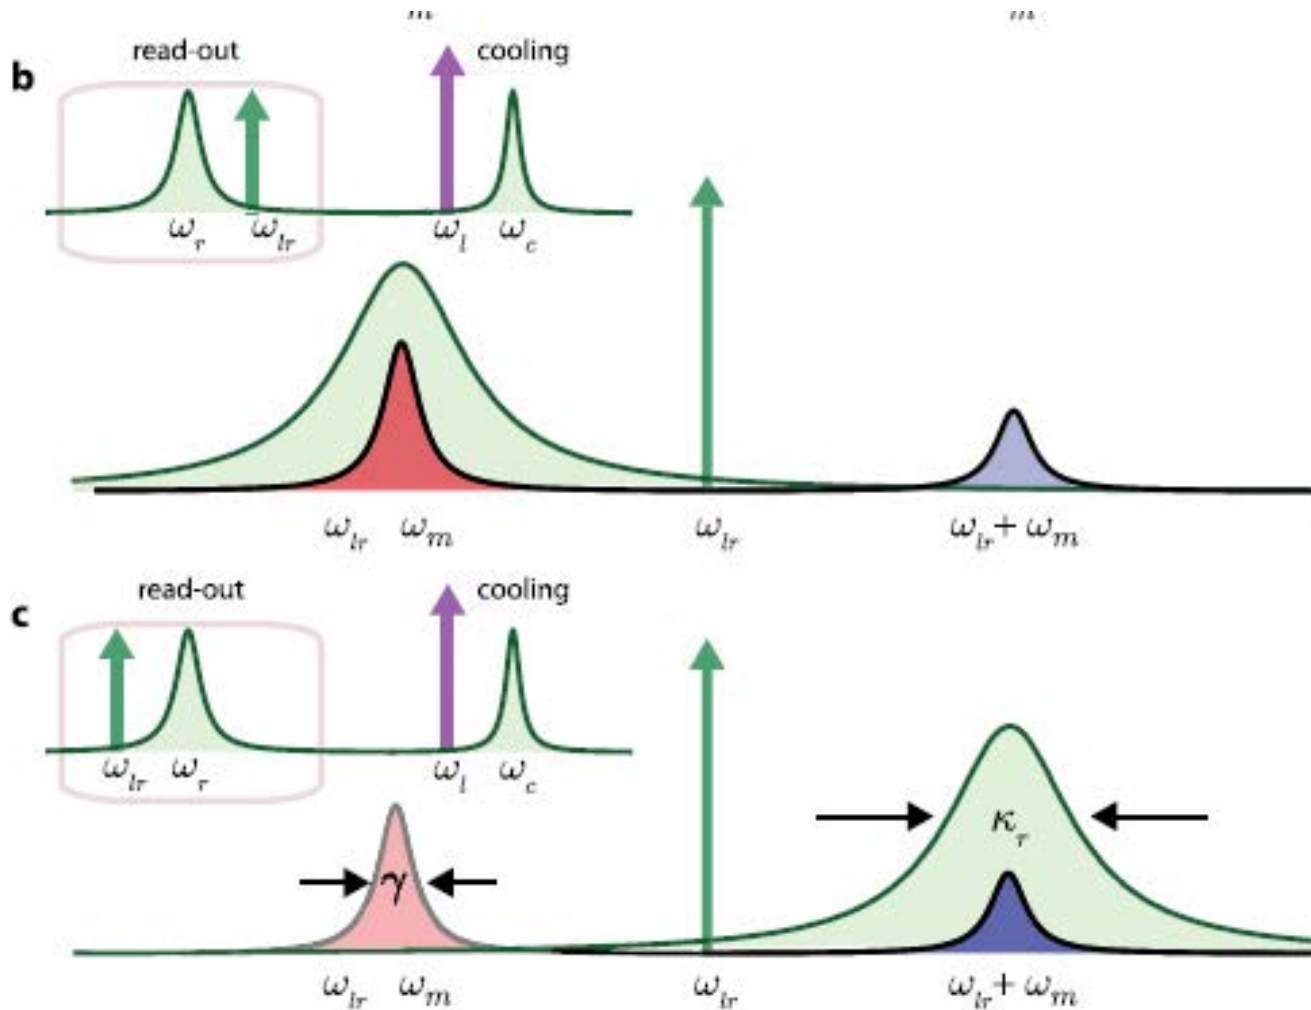 m m
read-out cooling
b
ω_r ω_lr ω_l ω_c
ω_lr ω_m ω_lr ω_lr + ω_m
read-out cooling
c
ω_lr ω_r ω_l ω_c
κ_r
γ
ω_lr ω_m ω_lr ω_lr + ω_m